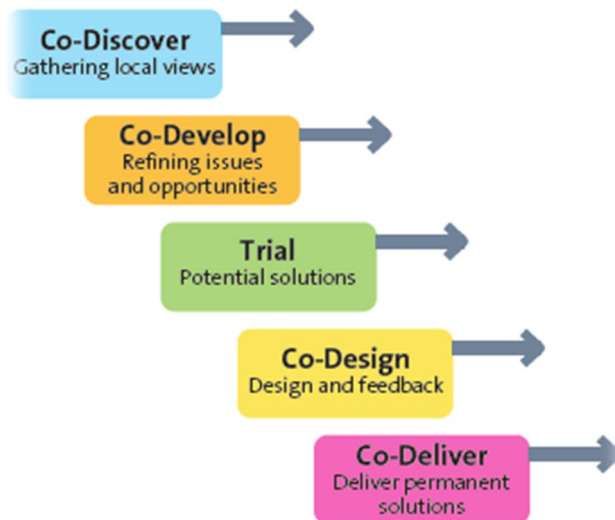 Co-Discover
Gathering local views
Co-Develop
Refining issues
and opportunities
Trial
Potential solutions
Co-Design
Design and feedback
Co-Deliver
Deliver permanent
solutions